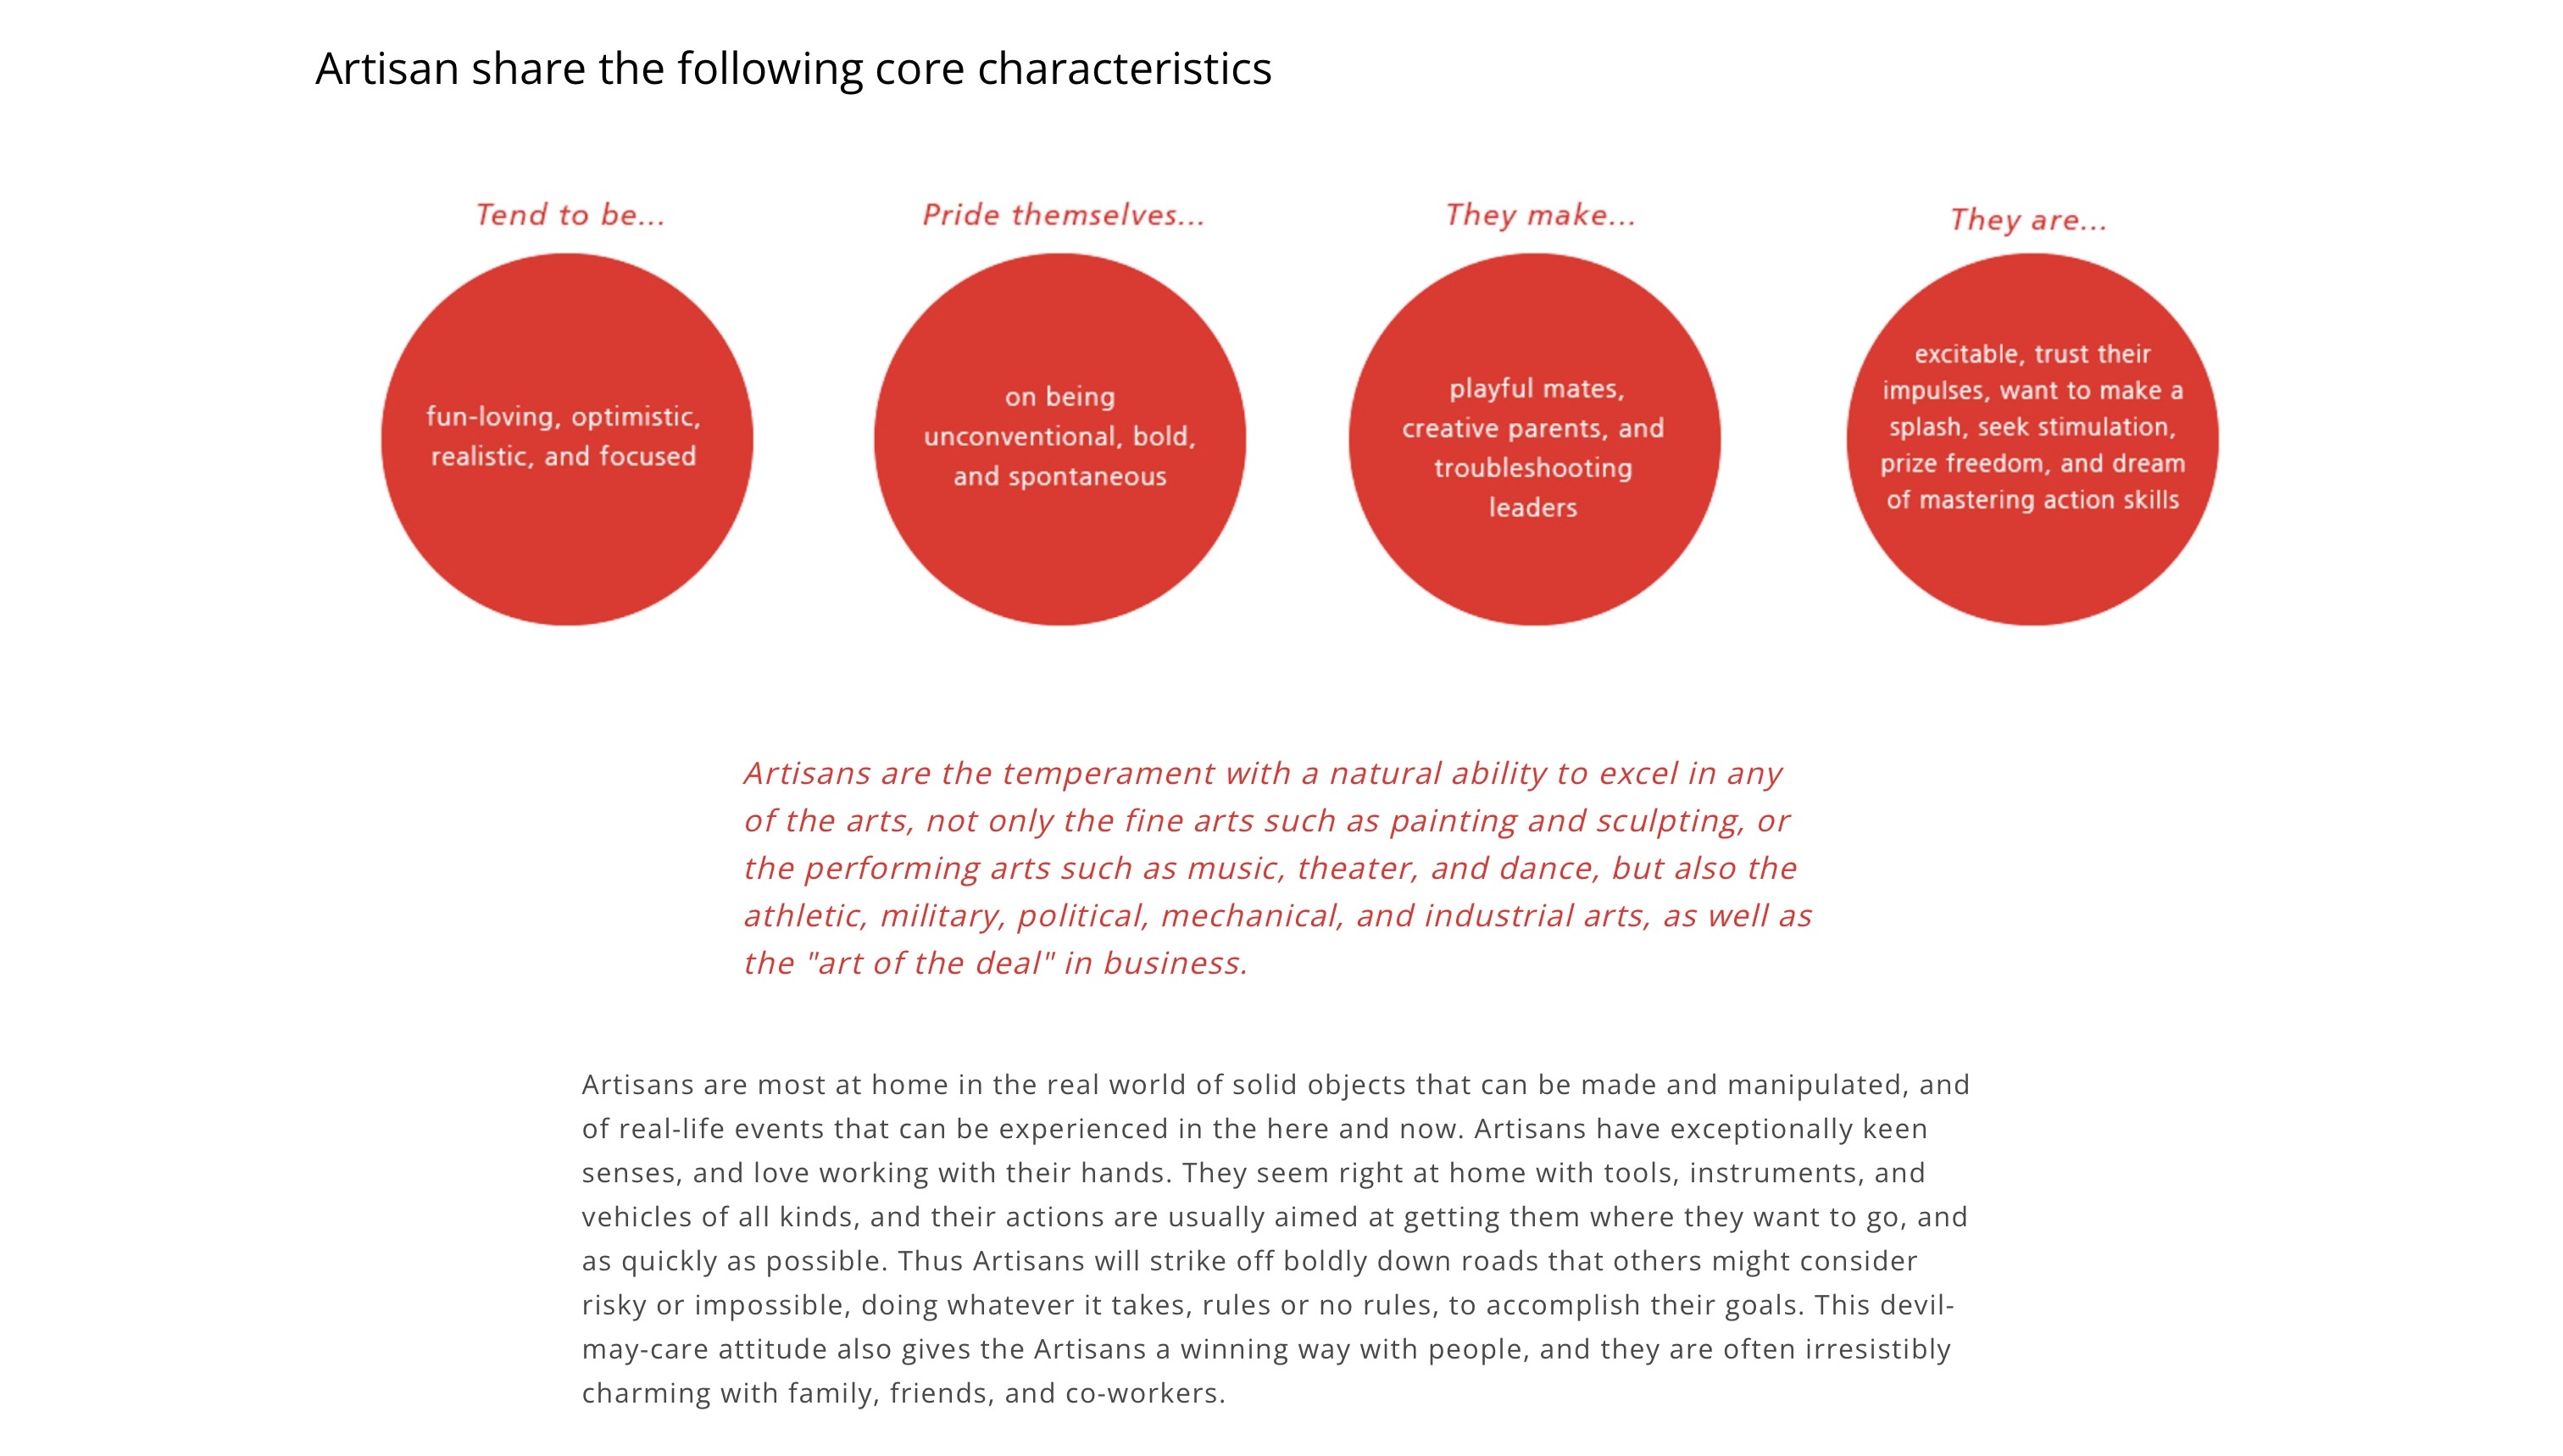 Artisan share the following core characteristics
Tend to be...
fun-loving, optimistic,
realistic, and focused
Pride themselves...
on being
unconventional, bold,
and spontaneous
They make...
playful mates,
creative parents, and
troubleshooting
leaders
They are...
excitable, trust their
impulses, want to make a
splash, seek stimulation,
prize freedom, and dream
of mastering action skills
Artisans are the temperament with a natural ability to excel in any
of the arts, not only the fine arts such as painting and sculpting, or
the performing arts such as music, theater, and dance, but also the
athletic, military, political, mechanical, and industrial arts, as well as
the "art of the deal" in business.
Artisans are most at home in the real world of solid objects that can be made and manipulated, and
of real-life events that can be experienced in the here and now. Artisans have exceptionally keen
senses, and love working with their hands. They seem right at home with tools, instruments, and
vehicles of all kinds, and their actions are usually aimed at getting them where they want to go, and
as quickly as possible. Thus Artisans will strike off boldly down roads that others might consider
risky or impossible, doing whatever it takes, rules or no rules, to accomplish their goals. This devil-
may-care attitude also gives the Artisans a winning way with people, and they are often irresistibly
charming with family, friends, and co-workers.